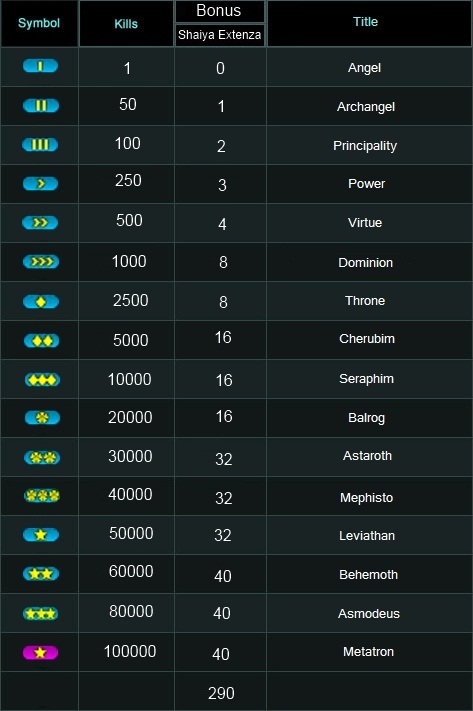 Symbol Kills Bonus Title
Shaiya Extenza
1 0 Angel
50 1 Archangel
100 2 Principality
250 3 Power
500 4 Virtue
1000 8 Dominion
2500 8 Throne
5000 16 Cherubim
10000 16 Seraphim
20000 16 Balrog
30000 32 Astaroth
40000 32 Mephisto
50000 32 Leviathan
60000 40 Behemoth
80000 40 Asmodeus
100000 40 Metatron
290